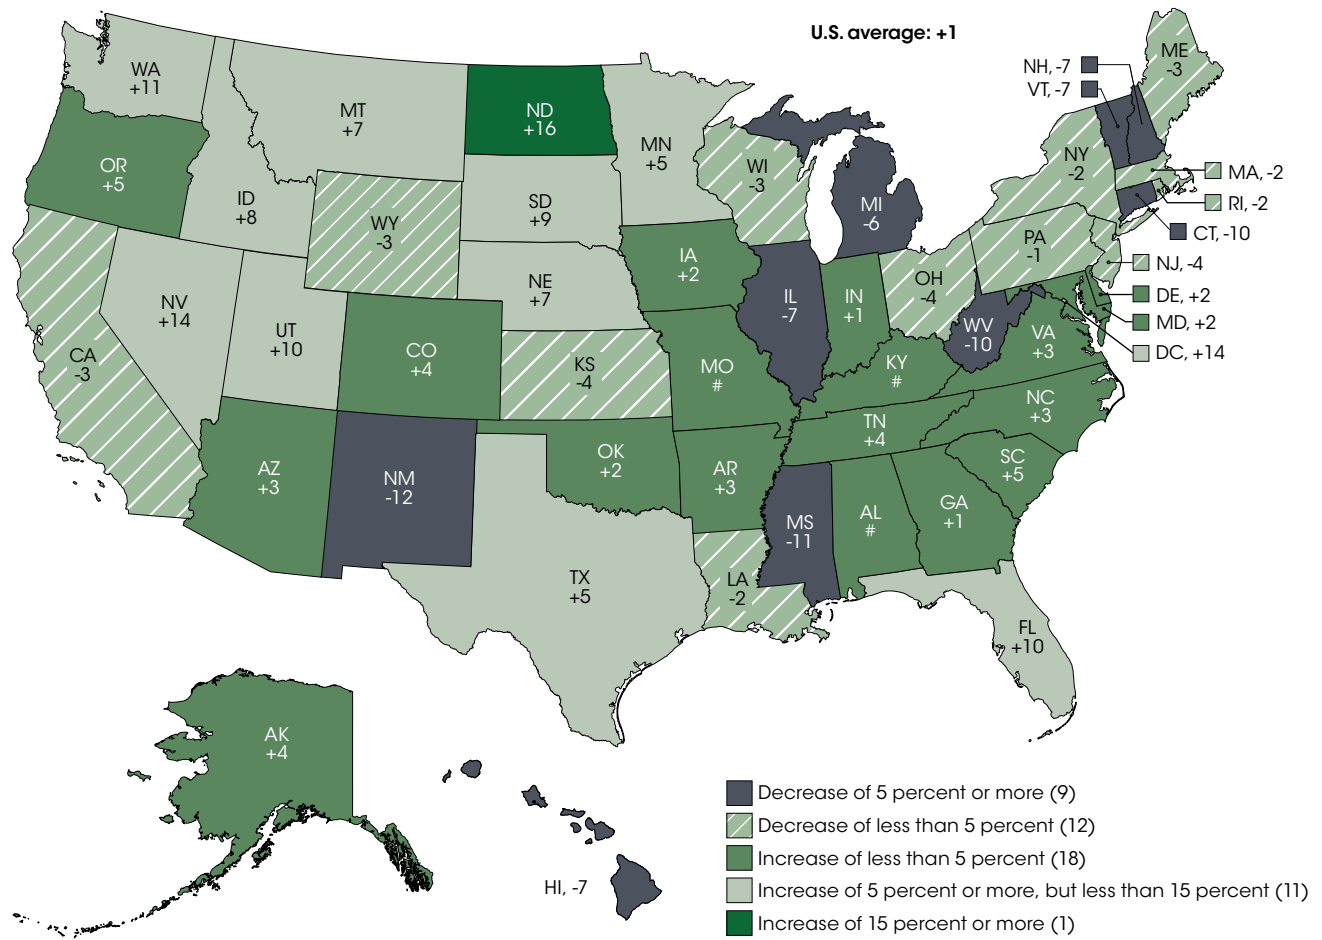 U.S. average: +1
WA
+11
OR
+5
CA
-3
NV
+14
ID
+8
MT
+7
WY
-3
UT
+10
AZ
+3
CO
+4
NM
-12
ND
+16
SD
+9
NE
+7
KS
-4
OK
+2
TX
+5
MN
+5
IA
+2
MO
#
AR
+3
LA
-2
WI
-3
IL
-7
MI
-6
IN
+1
OH
-4
KY
#
TN
+4
MS
-11
AL
#
GA
+1
FL
+10
SC
+5
NC
+3
VA
+3
WV
-10
PA
-1
NY
-2
ME
-3
NH, -7
VT, -7
MA, -2
RI, -2
CT, -10
NJ, -4
DE, +2
MD, +2
DC, +14
AK
+4
HI, -7
Decrease of 5 percent or more (9)
Decrease of less than 5 percent (12)
Increase of less than 5 percent (18)
Increase of 5 percent or more, but less than 15 percent (11)
Increase of 15 percent or more (1)